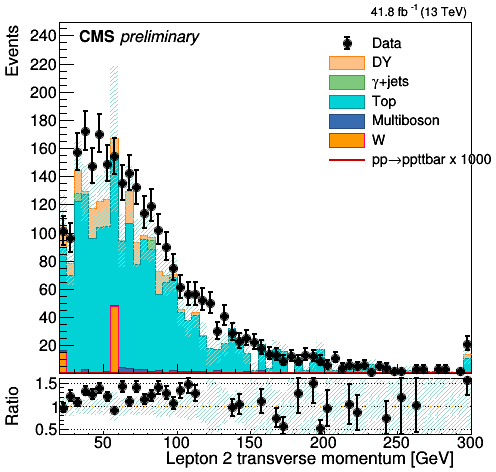 41.8 fb⁻¹ (13 TeV)
Events
CMS preliminary
Data
DY
γ+jets
Top
Multiboson
W
pp→ppttbar x 1000
240
220
200
180
160
140
120
100
80
60
40
20
Ratio
1.5
1
0.5
50 100 150 200 250 300
Lepton 2 transverse momentum [GeV]